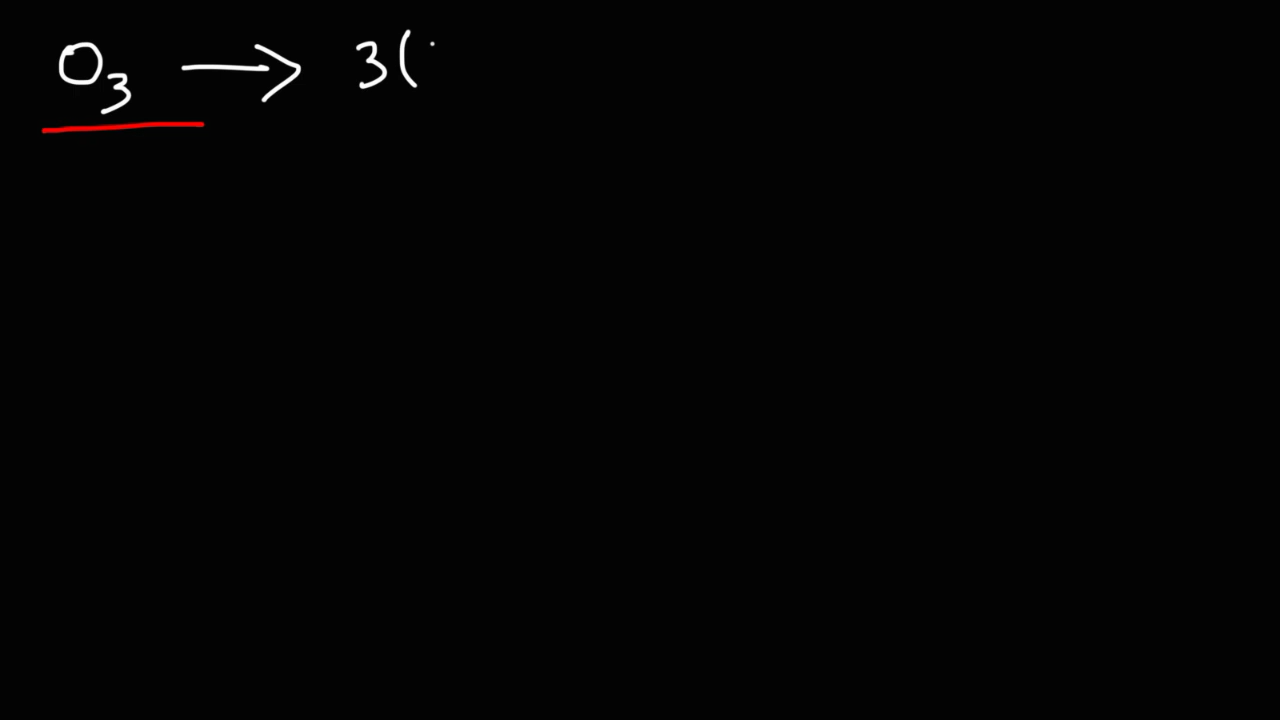 O₃ → 3(